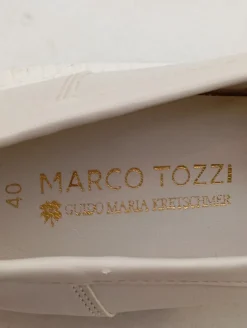 40
MARCO TOZZI
GUIDO MARIA KRETSCHMER